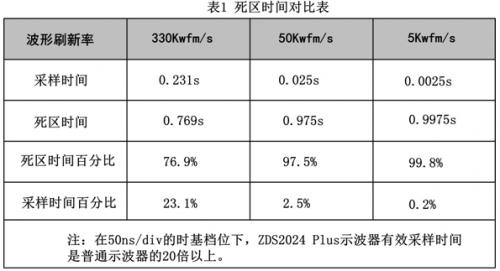 表1 死区时间对比表
波形刷新率 330Kwfm/s 50Kwfm/s 5Kwfm/s
采样时间 0.231s 0.025s 0.0025s
死区时间 0.769s 0.975s 0.9975s
死区时间百分比 76.9% 97.5% 99.8%
采样时间百分比 23.1% 2.5% 0.2%
注：在50ns/div的时基档位下，ZDS2024 Plus示波器有效采样时间
是普通示波器的20倍以上。